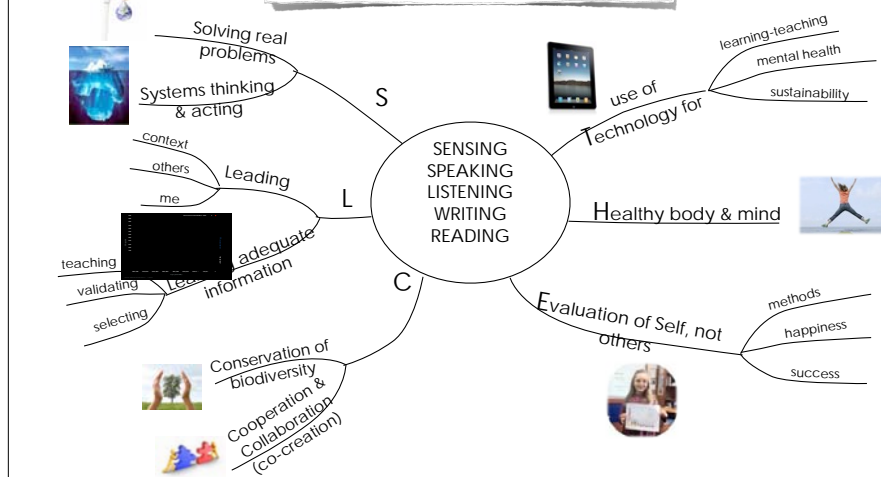 Solving real
problems
Systems thinking
& acting
S
context
others
me
Leading
L
adequate
information
teaching
validating
selecting
C
Conservation of
biodiversity
Cooperation &
Collaboration
(co-creation)
SENSING
SPEAKING
LISTENING
WRITING
READING
use of
Technology for
learning-teaching
mental health
sustainability
Healthy body & mind
Evaluation of Self, not
others
methods
happiness
success